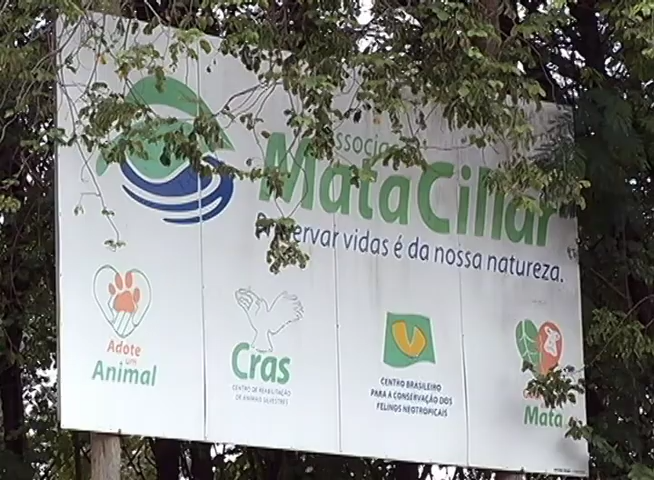 MataCiliar
Preservar vidas é da nossa natureza.
Adote
um
Animal
Cras
CENTRO DE REABILITAÇÃO
DE ANIMAIS SILVESTRES
CENTRO BRASILEIRO
PARA A CONSERVAÇÃO DOS
FELINOS NEOTROPICAIS
Mata